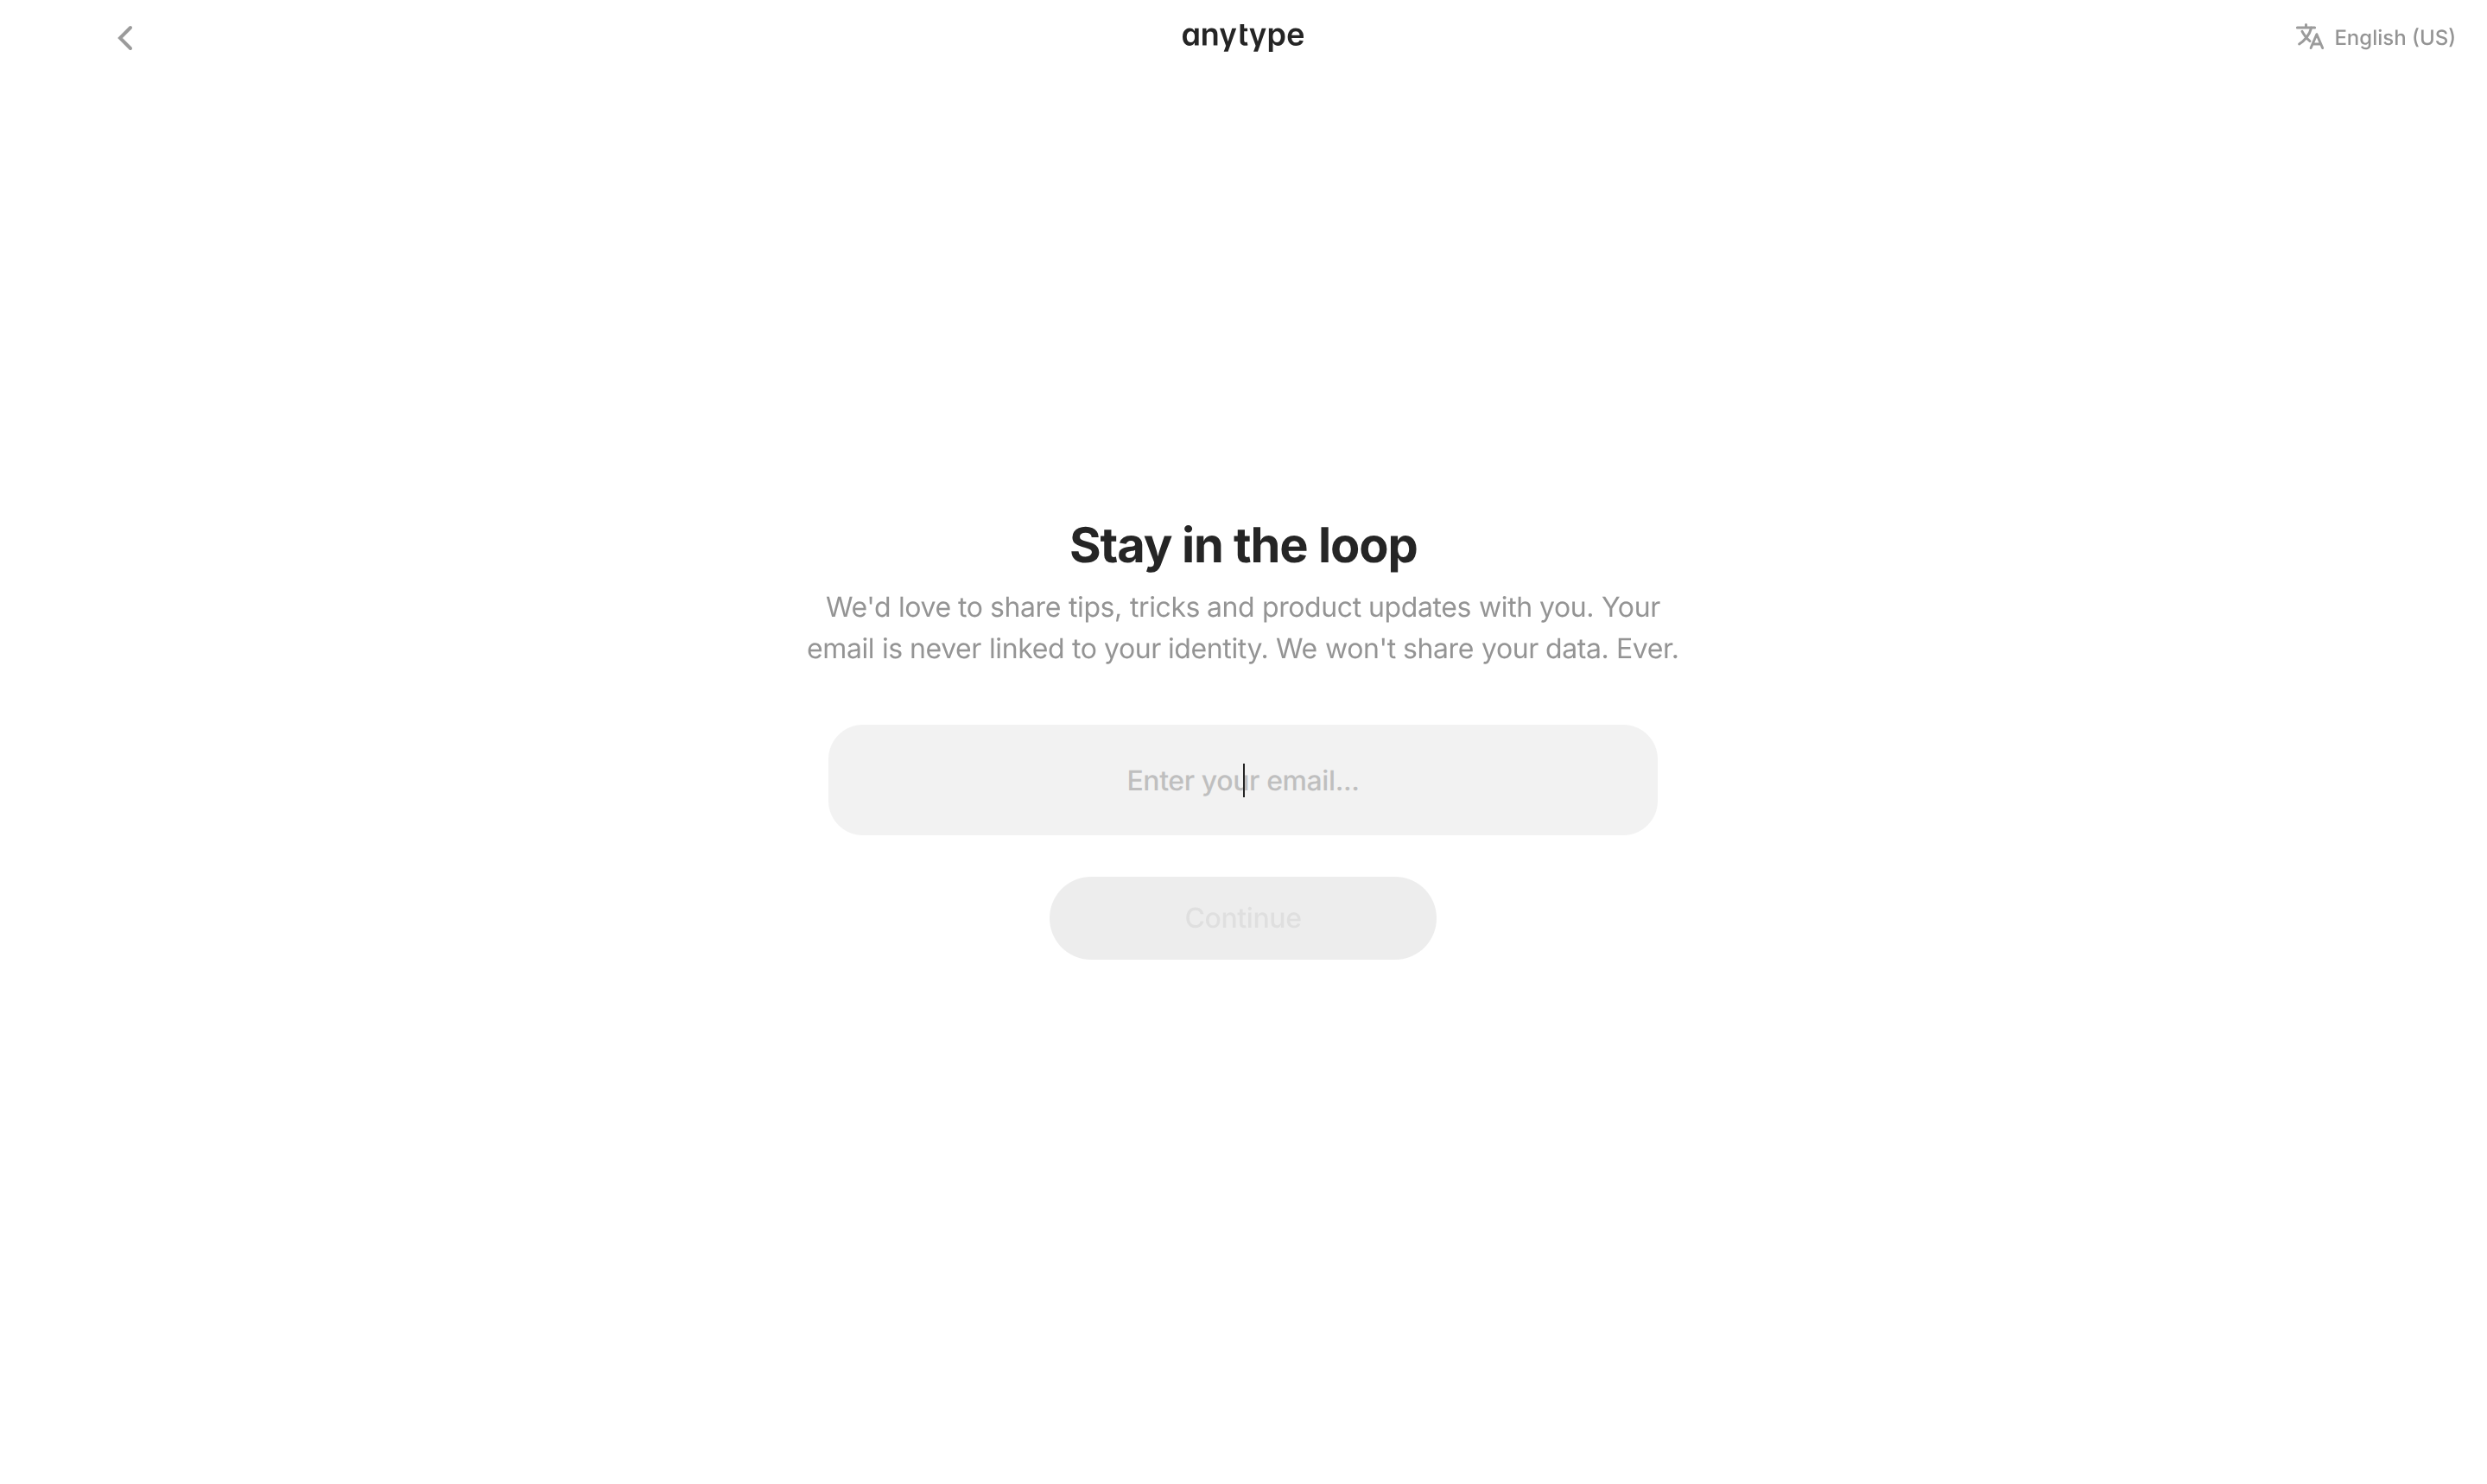 anytype
English (US)
Stay in the loop
We'd love to share tips, tricks and product updates with you. Your
email is never linked to your identity. We won't share your data. Ever.
Enter your email...
Continue